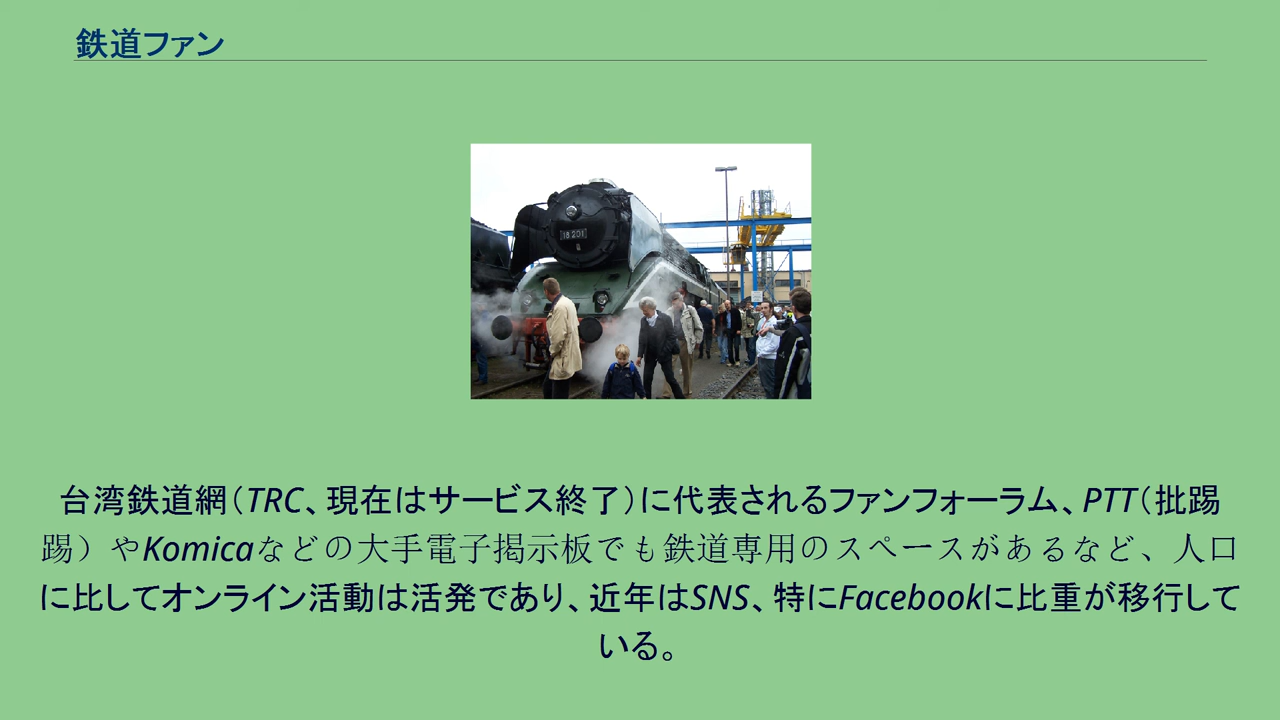 鉄道ファン
18 201
台湾鉄道網（TRC、現在はサービス終了）に代表されるファンフォーラム、PTT（批踢
踢）やKomicaなどの大手電子掲示板でも鉄道専用のスペースがあるなど、人口
に比してオンライン活動は活発であり、近年はSNS、特にFacebookに比重が移行して
いる。